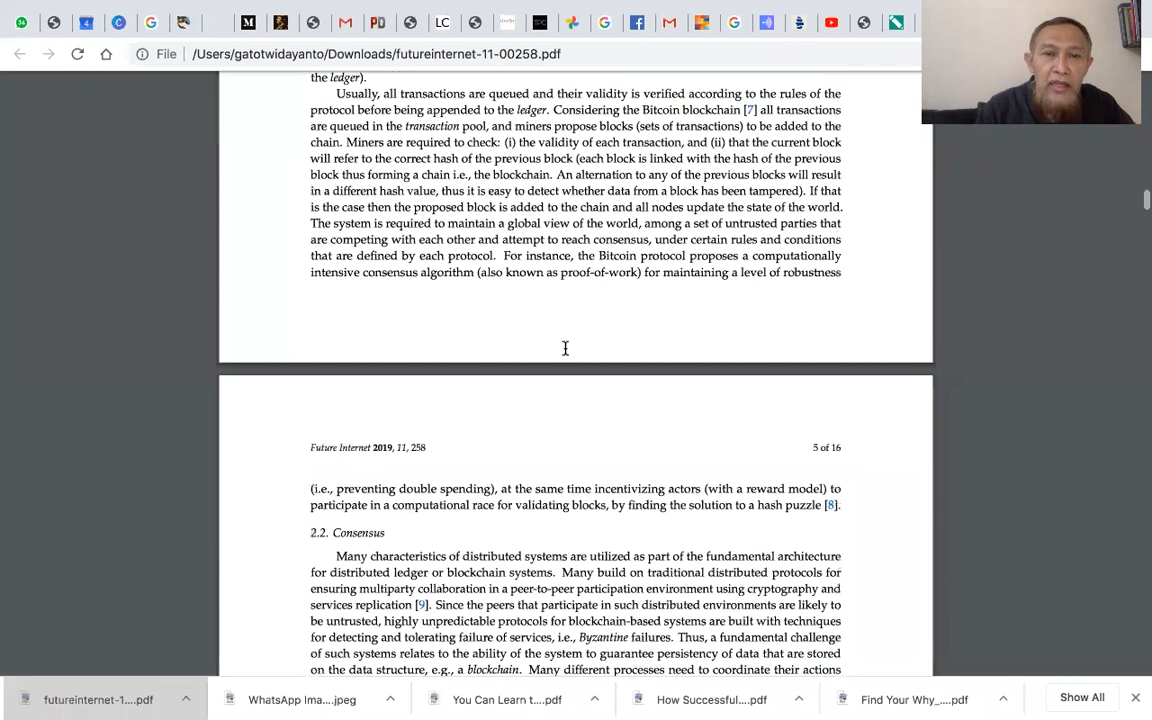 M
PD
LC
File
/Users/gatotwidayanto/Downloads/futureinternet-11-00258.pdf
the ledger).
Usually, all transactions are queued and their validity is verified according to the rules of the
protocol before being appended to the ledger. Considering the Bitcoin blockchain [7] all transactions
are queued in the transaction pool, and miners propose blocks (sets of transactions) to be added to the
chain. Miners are required to check: (i) the validity of each transaction, and (ii) that the current block
will refer to the correct hash of the previous block (each block is linked with the hash of the previous
block thus forming a chain i.e., the blockchain. An alternation to any of the previous blocks will result
in a different hash value, thus it is easy to detect whether data from a block has been tampered). If that
is the case then the proposed block is added to the chain and all nodes update the state of the world.
The system is required to maintain a global view of the world, among a set of untrusted parties that
are competing with each other and attempt to reach consensus, under certain rules and conditions
that are defined by each protocol. For instance, the Bitcoin protocol proposes a computationally
intensive consensus algorithm (also known as proof-of-work) for maintaining a level of robustness
Future Internet 2019, 11, 258
5 of 16
(i.e., preventing double spending), at the same time incentivizing actors (with a reward model) to
participate in a computational race for validating blocks, by finding the solution to a hash puzzle [8].
2.2. Consensus
Many characteristics of distributed systems are utilized as part of the fundamental architecture
for distributed ledger or blockchain systems. Many build on traditional distributed protocols for
ensuring multiparty collaboration in a peer-to-peer participation environment using cryptography and
services replication [9]. Since the peers that participate in such distributed environments are likely to
be untrusted, highly unpredictable protocols for blockchain-based systems are built with techniques
for detecting and tolerating failure of services, i.e., Byzantine failures. Thus, a fundamental challenge
of such systems relates to the ability of the system to guarantee persistency of data that are stored
on the data structure, e.g., a blockchain. Many different processes need to coordinate their actions
futureinternet-1....pdf
WhatsApp Ima....jpeg
You Can Learn t....pdf
How Successful....pdf
Find Your Why_....pdf
Show All